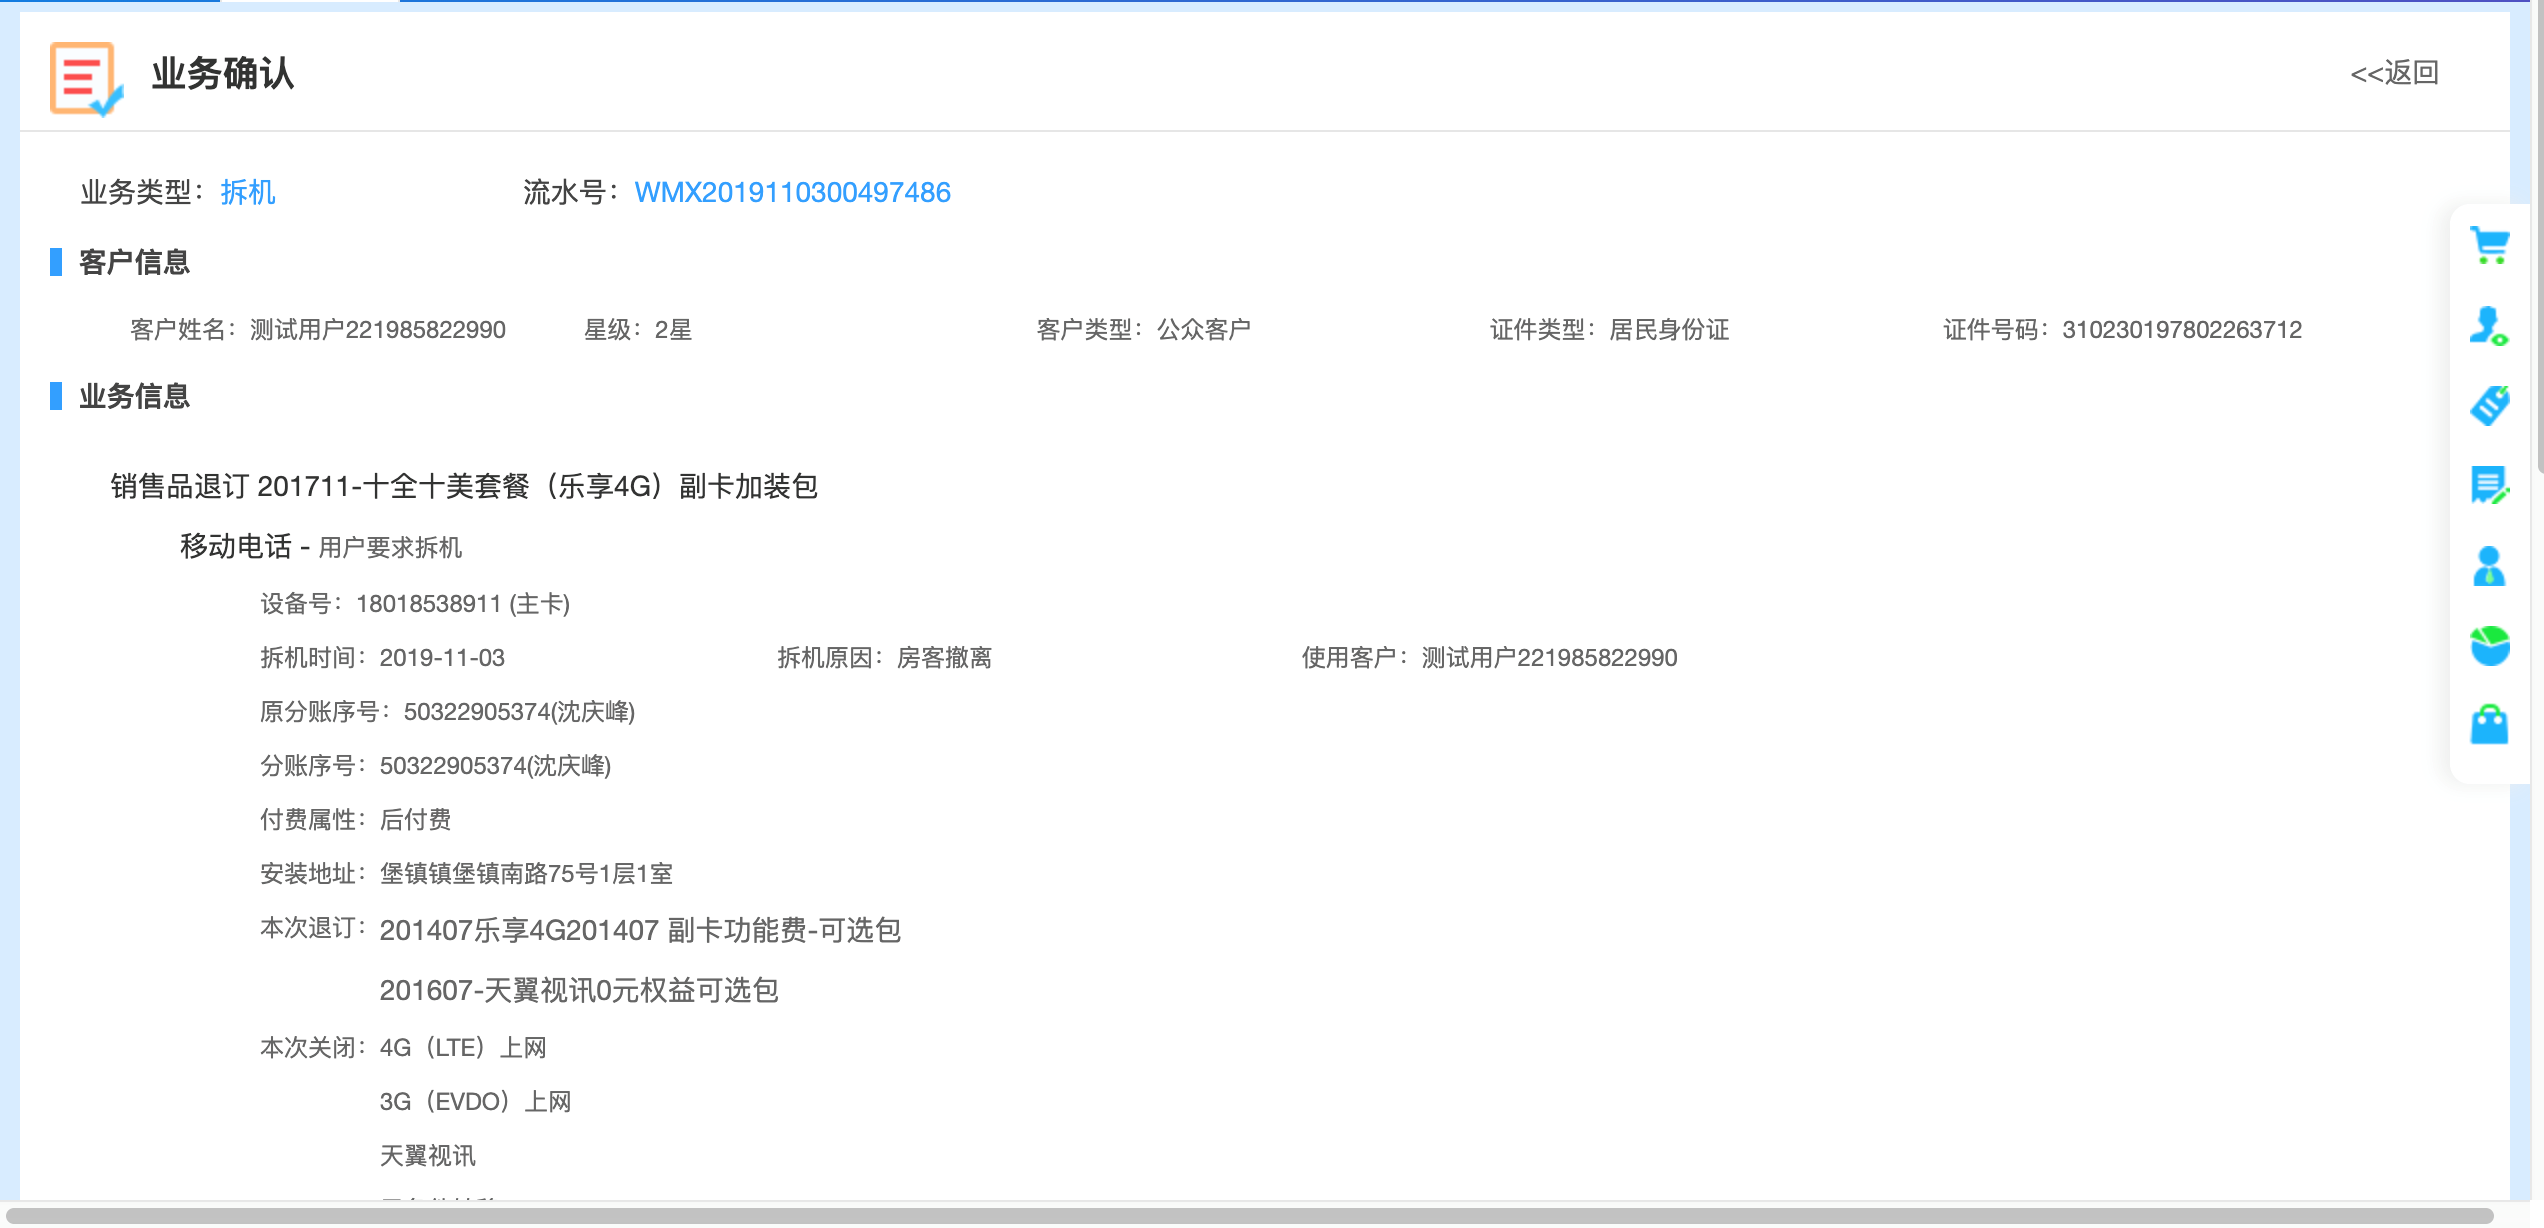 业务确认
<<返回
业务类型：拆机 流水号：WMX2019110300497486
客户信息
客户姓名：测试用户221985822990 星级：2星 客户类型：公众客户 证件类型：居民身份证 证件号码：310230197802263712
业务信息
销售品退订 201711-十全十美套餐（乐享4G）副卡加装包
移动电话 - 用户要求拆机
设备号：18018538911 (主卡)
拆机时间：2019-11-03 拆机原因：房客撤离 使用客户：测试用户221985822990
原分账序号：50322905374(沈庆峰)
分账序号：50322905374(沈庆峰)
付费属性：后付费
安装地址：堡镇镇堡镇南路75号1层1室
本次退订：201407乐享4G201407 副卡功能费-可选包
201607-天翼视讯0元权益可选包
本次关闭：4G（LTE）上网
3G（EVDO）上网
天翼视讯